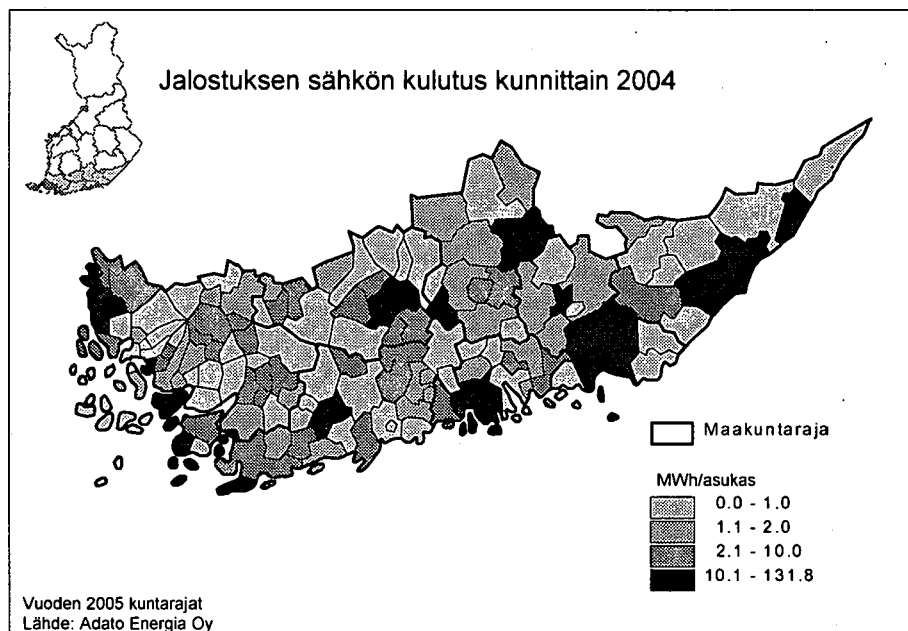 Jalostuksen sähkön kulutus kunnittain 2004
Maakuntaraja
MWh/asukas
0.0 - 1.0
1.1 - 2.0
2.1 - 10.0
10.1 - 131.8
Vuoden 2005 kuntarajat
Lähde: Adato Energia Oy